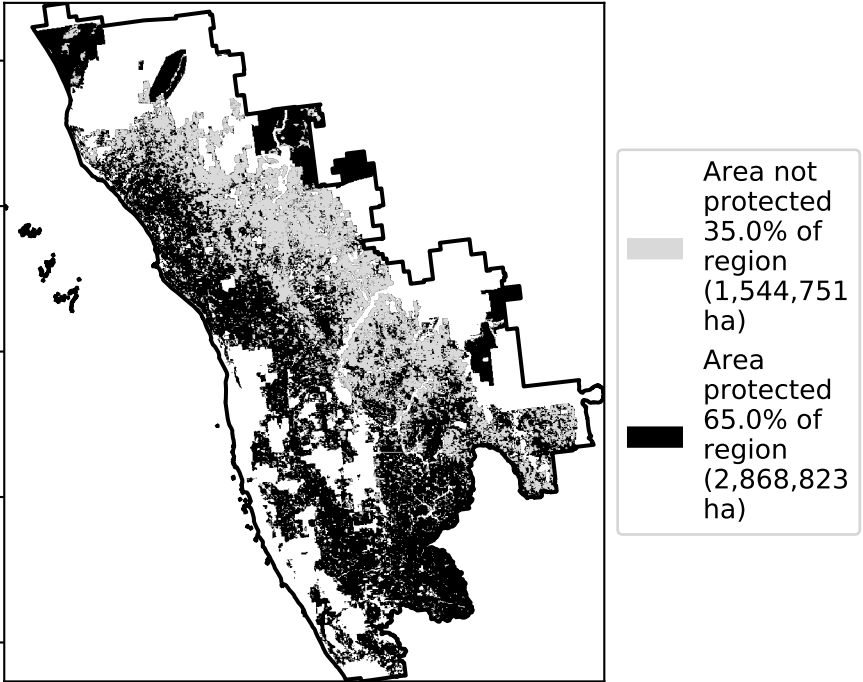 Area not
protected
35.0% of
region
(1,544,751
ha)
Area
protected
65.0% of
region
(2,868,823
ha)